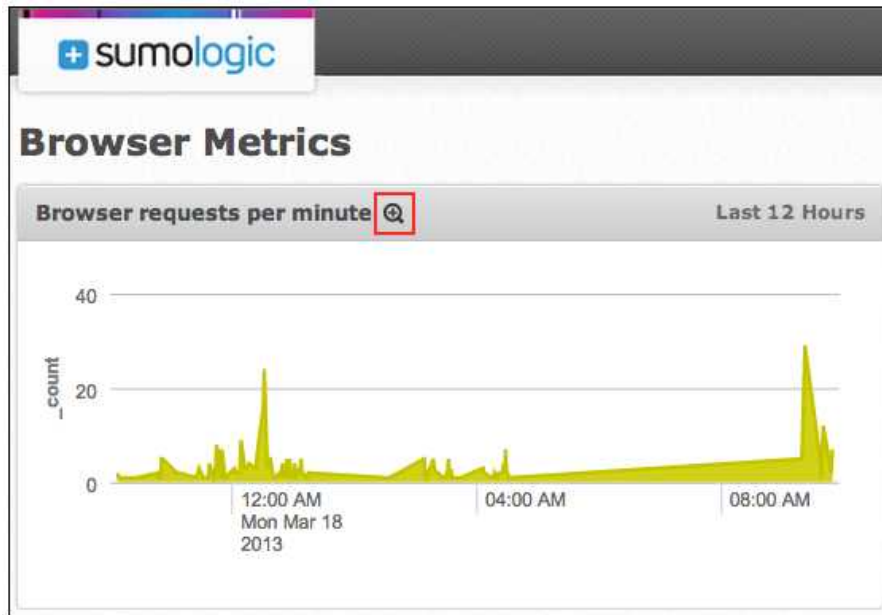 sumologic
Browser Metrics
Browser requests per minute
Last 12 Hours
40
20
0
_count
12:00 AM
Mon Mar 18
2013
04:00 AM
08:00 AM